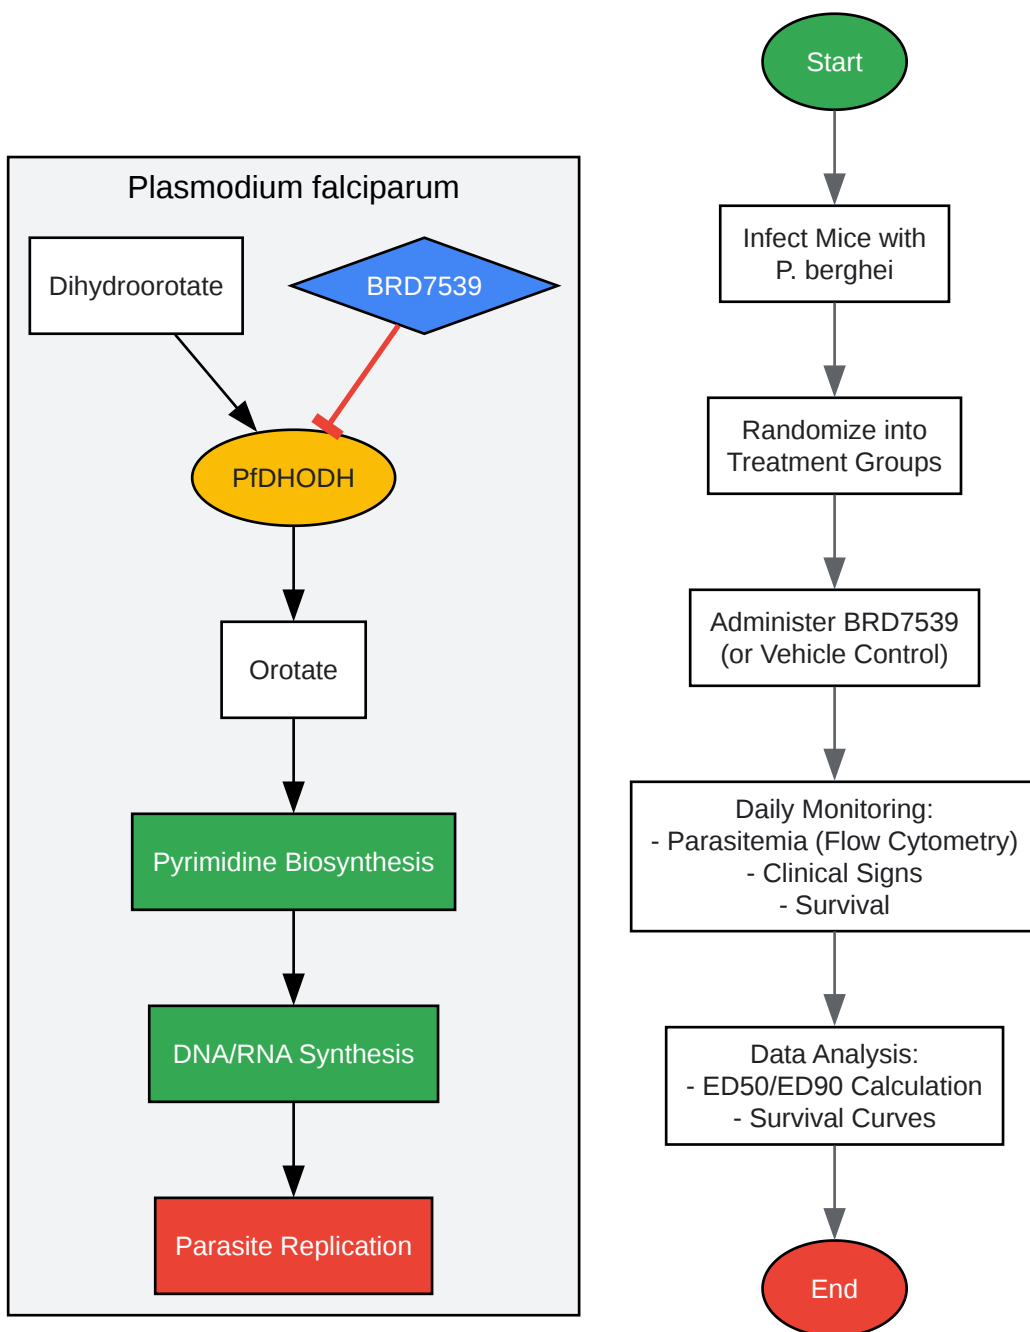 Plasmodium falciparum
Dihydroorotate
BRD7539
PfDHODH
Orotate
Pyrimidine Biosynthesis
DNA/RNA Synthesis
Parasite Replication
Start
Infect Mice with
P. berghei
Randomize into
Treatment Groups
Administer BRD7539
(or Vehicle Control)
Daily Monitoring:
- Parasitemia (Flow Cytometry)
- Clinical Signs
- Survival
Data Analysis:
- ED50/ED90 Calculation
- Survival Curves
End